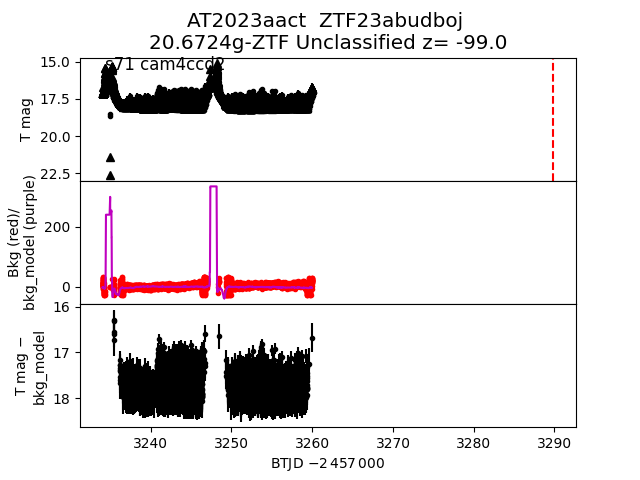 AT2023aact ZTF23abudboj
20.6724g-ZTF Unclassified z= -99.0
s71 cam4ccd2
T mag
15.0
17.5
20.0
22.5
Bkg (red)/
bkg_model (purple)
200
0
T mag −
bkg_model
16
17
18
3240 3250 3260 3270 3280 3290
BTJD −2 457 000